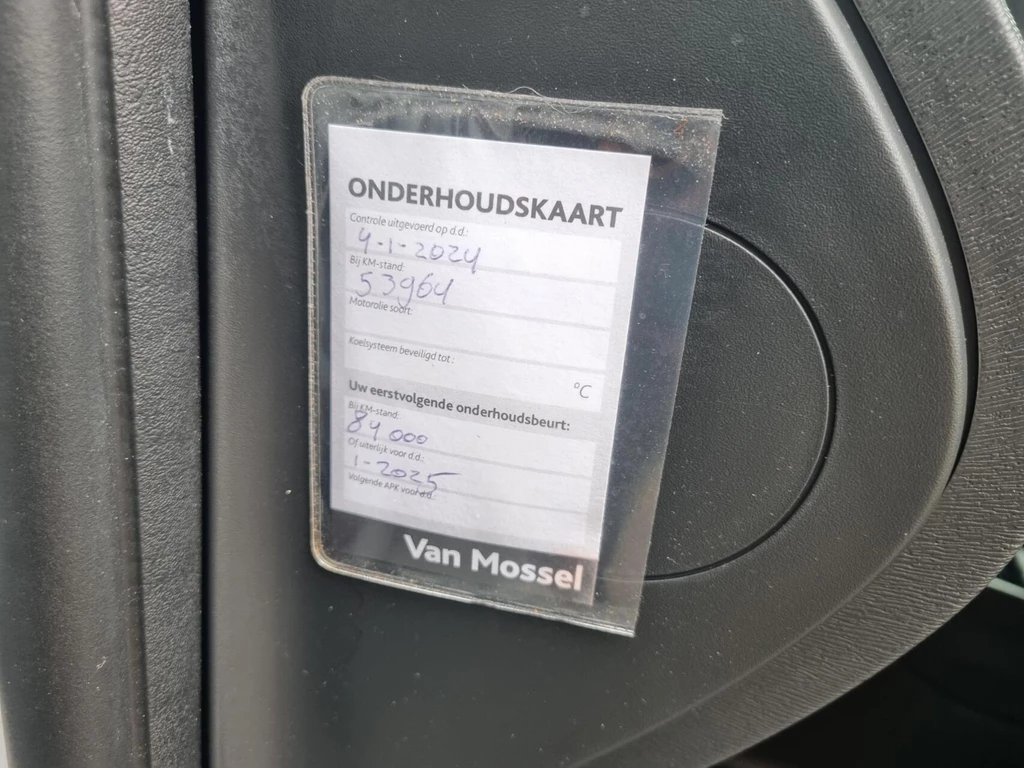 ONDERHOUDSKAART
Controle uitgevoerd op d.d.:
4-1-2024
Bij KM-stand:
53964
Motorolie soort:
Koelsysteem beveiligd tot :
°C
Uw eerstvolgende onderhoudsbeurt:
Bij KM-stand:
84000
Of uiterlijk voor d.d.:
1-2025
Volgende APK voor d.d.:
Van Mossel